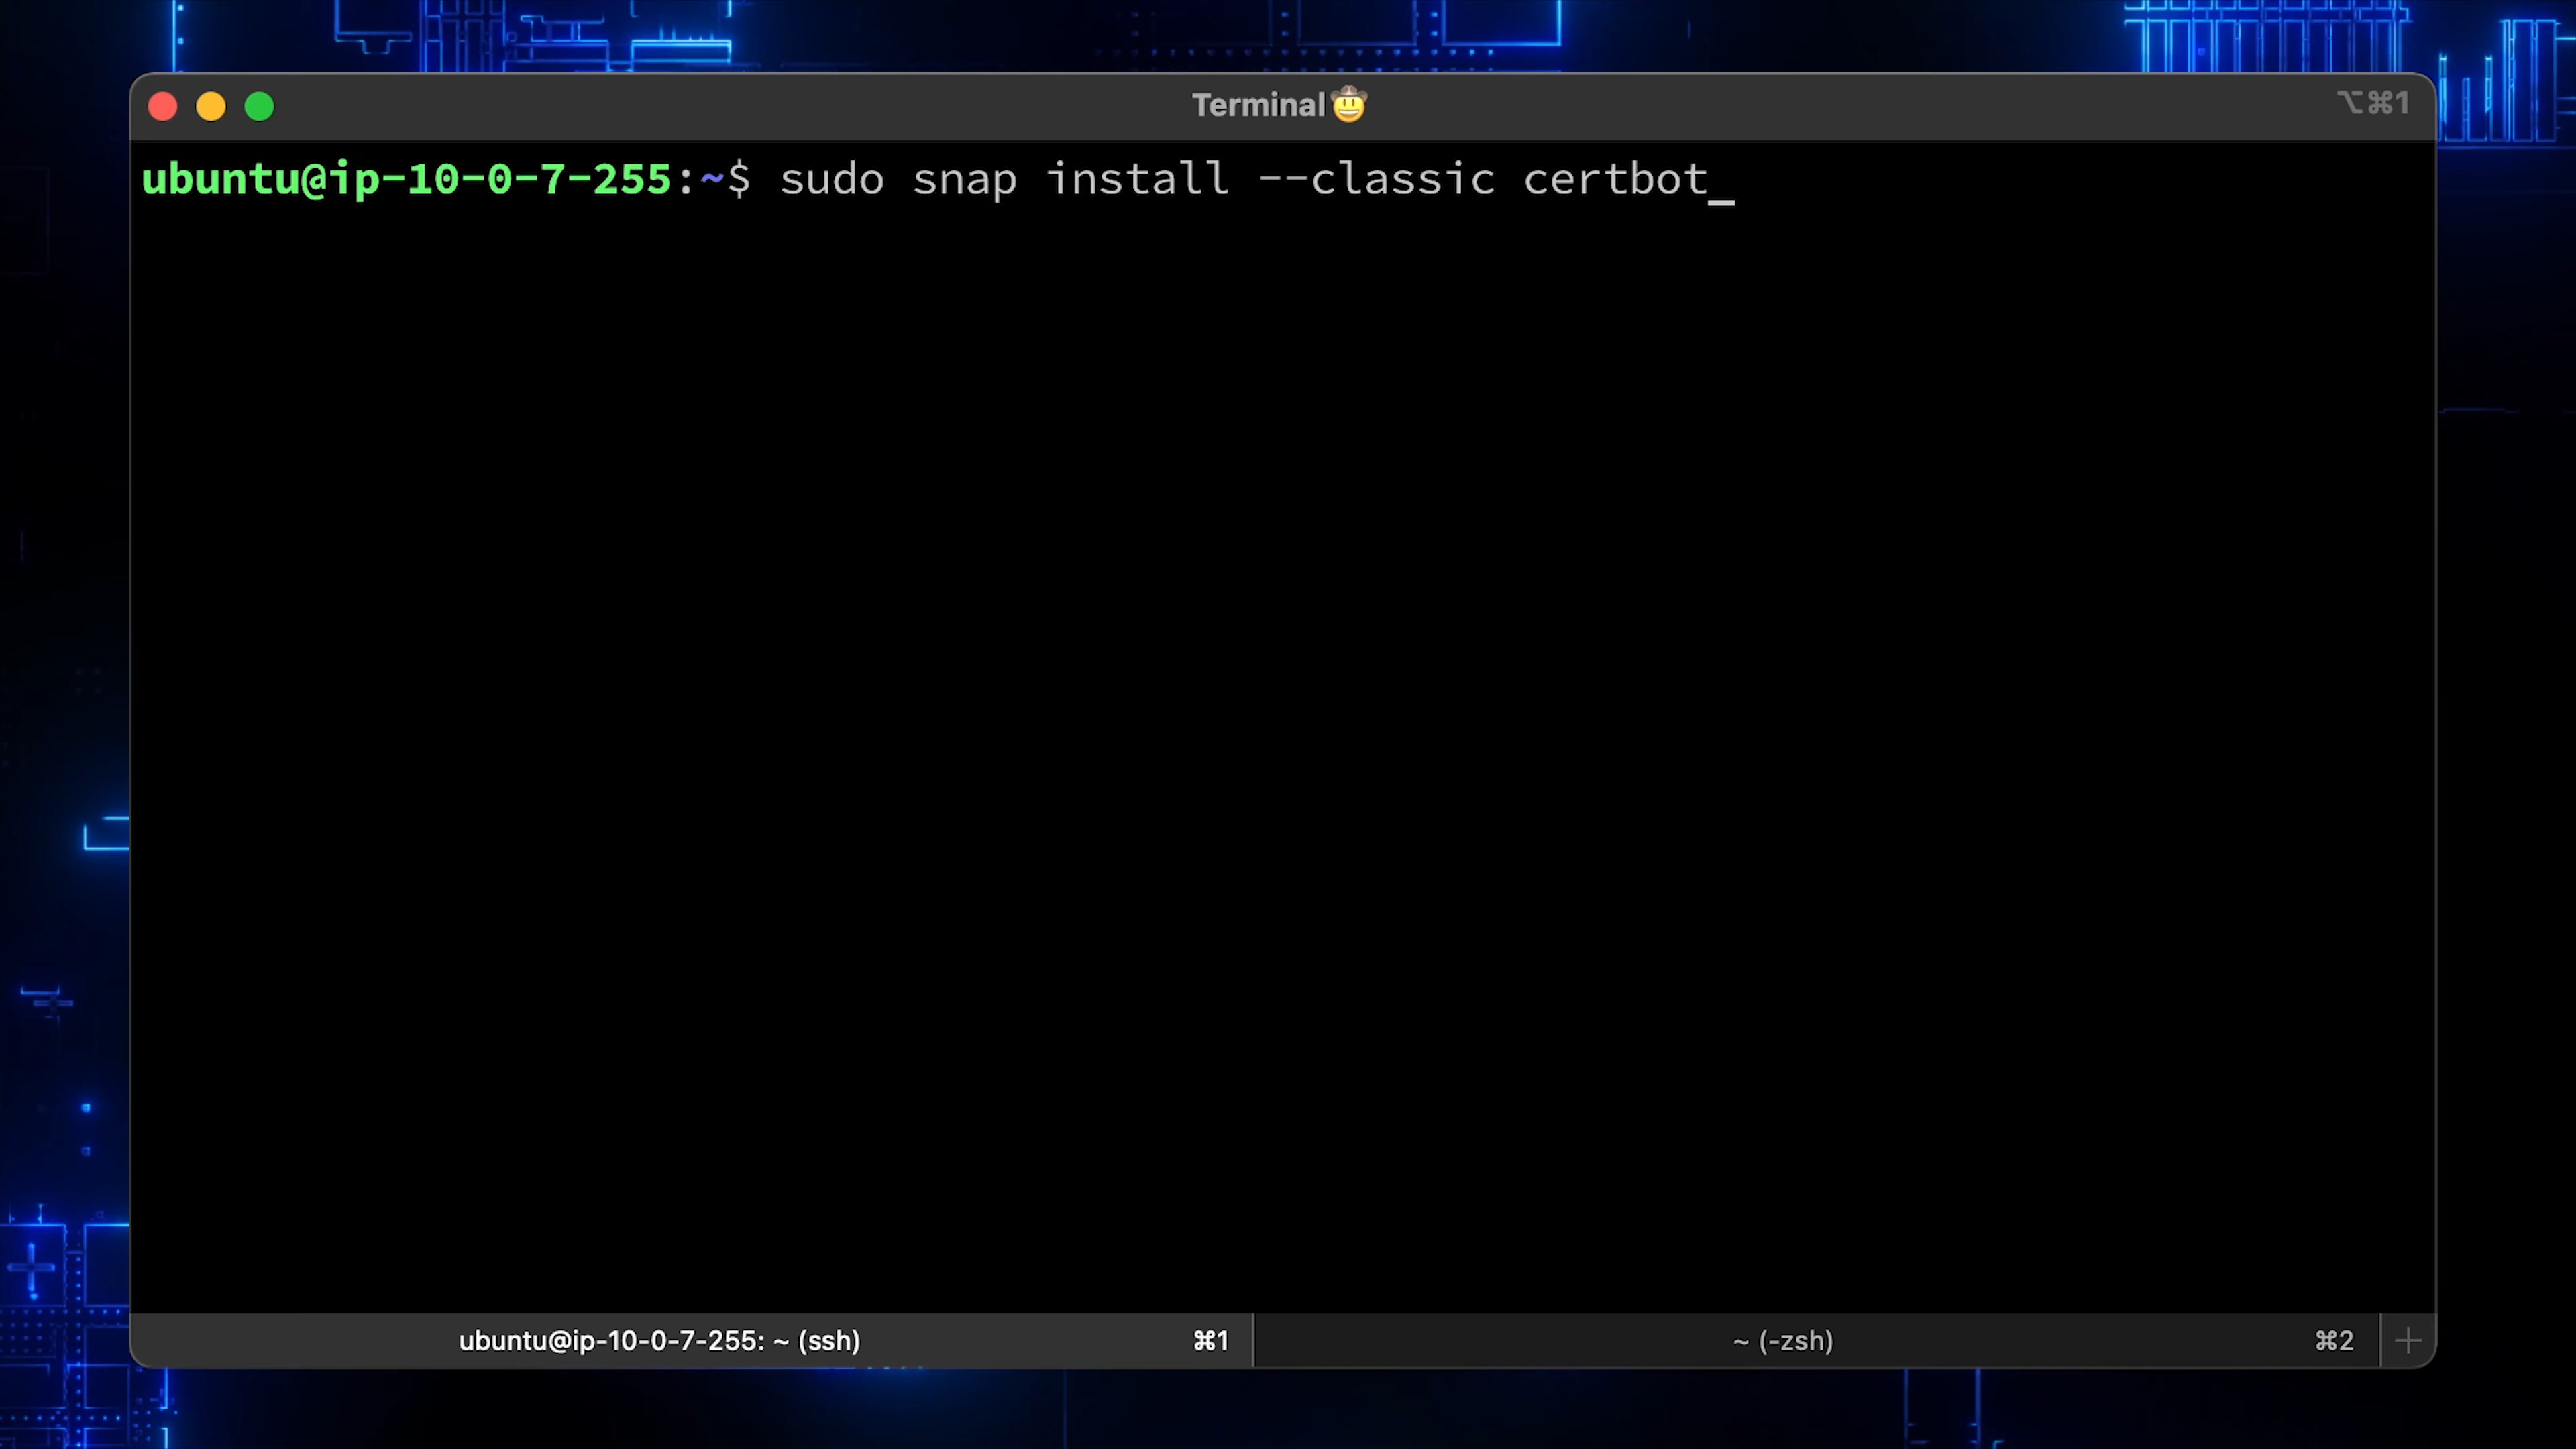 Terminal🤠
⌥⌘1
ubuntu@ip-10-0-7-255:~$ sudo snap install --classic certbot_
ubuntu@ip-10-0-7-255: ~ (ssh) ⌘1
~ (-zsh) ⌘2